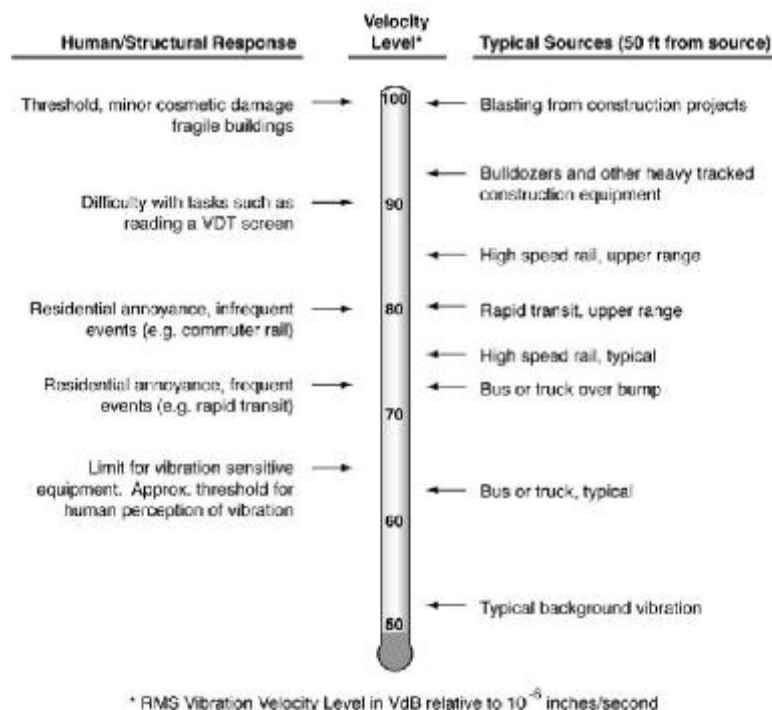 Human/Structural Response
Velocity
Level*
Typical Sources (50 ft from source)
Threshold, minor cosmetic damage
fragile buildings
100
Blasting from construction projects
Bulldozers and other heavy tracked
construction equipment
Difficulty with tasks such as
reading a VDT screen
90
High speed rail, upper range
Residential annoyance, infrequent
events (e.g. commuter rail)
80
Rapid transit, upper range
High speed rail, typical
Residential annoyance, frequent
events (e.g. rapid transit)
Bus or truck over bump
70
Limit for vibration sensitive
equipment. Approx. threshold for
human perception of vibration
Bus or truck, typical
60
Typical background vibration
50
* RMS Vibration Velocity Level in VdB relative to 10⁻⁶ inches/second